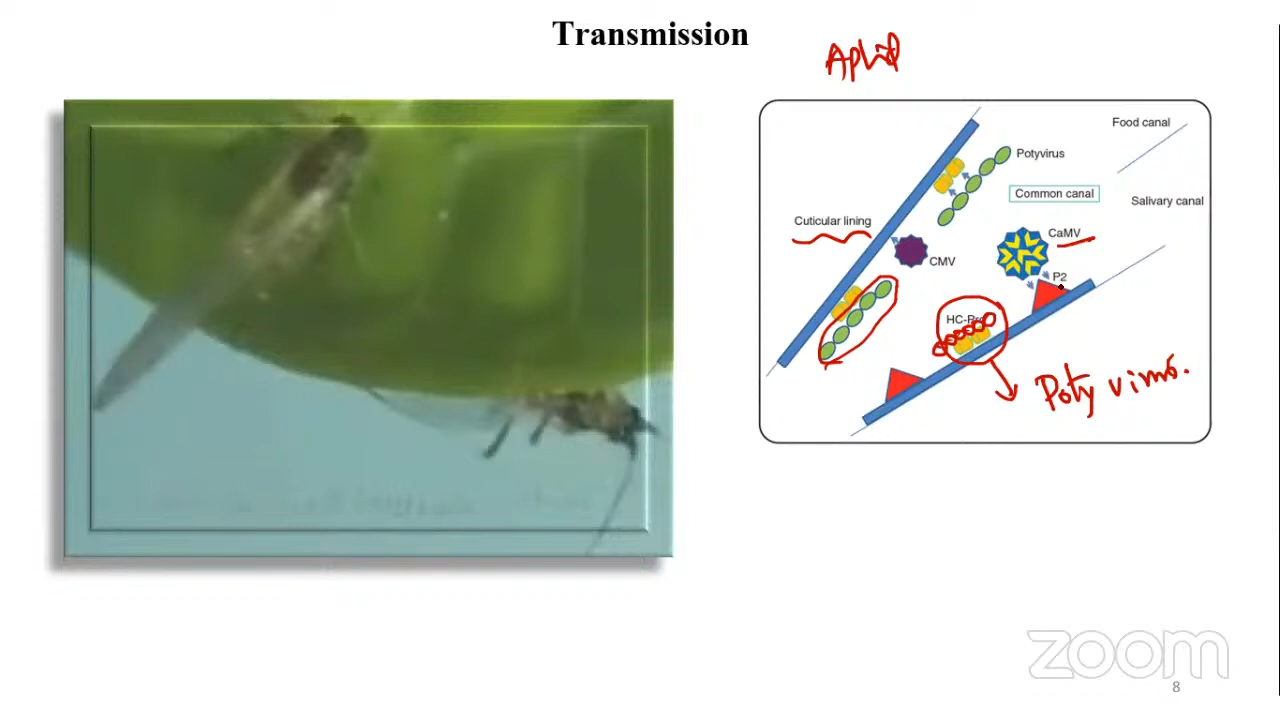 Transmission
Aphid
Food canal
Potyvirus
Common canal
Salivary canal
Cuticular lining
CaMV
CMV
P2
HC-Pro
Poty virus.
zoom
8